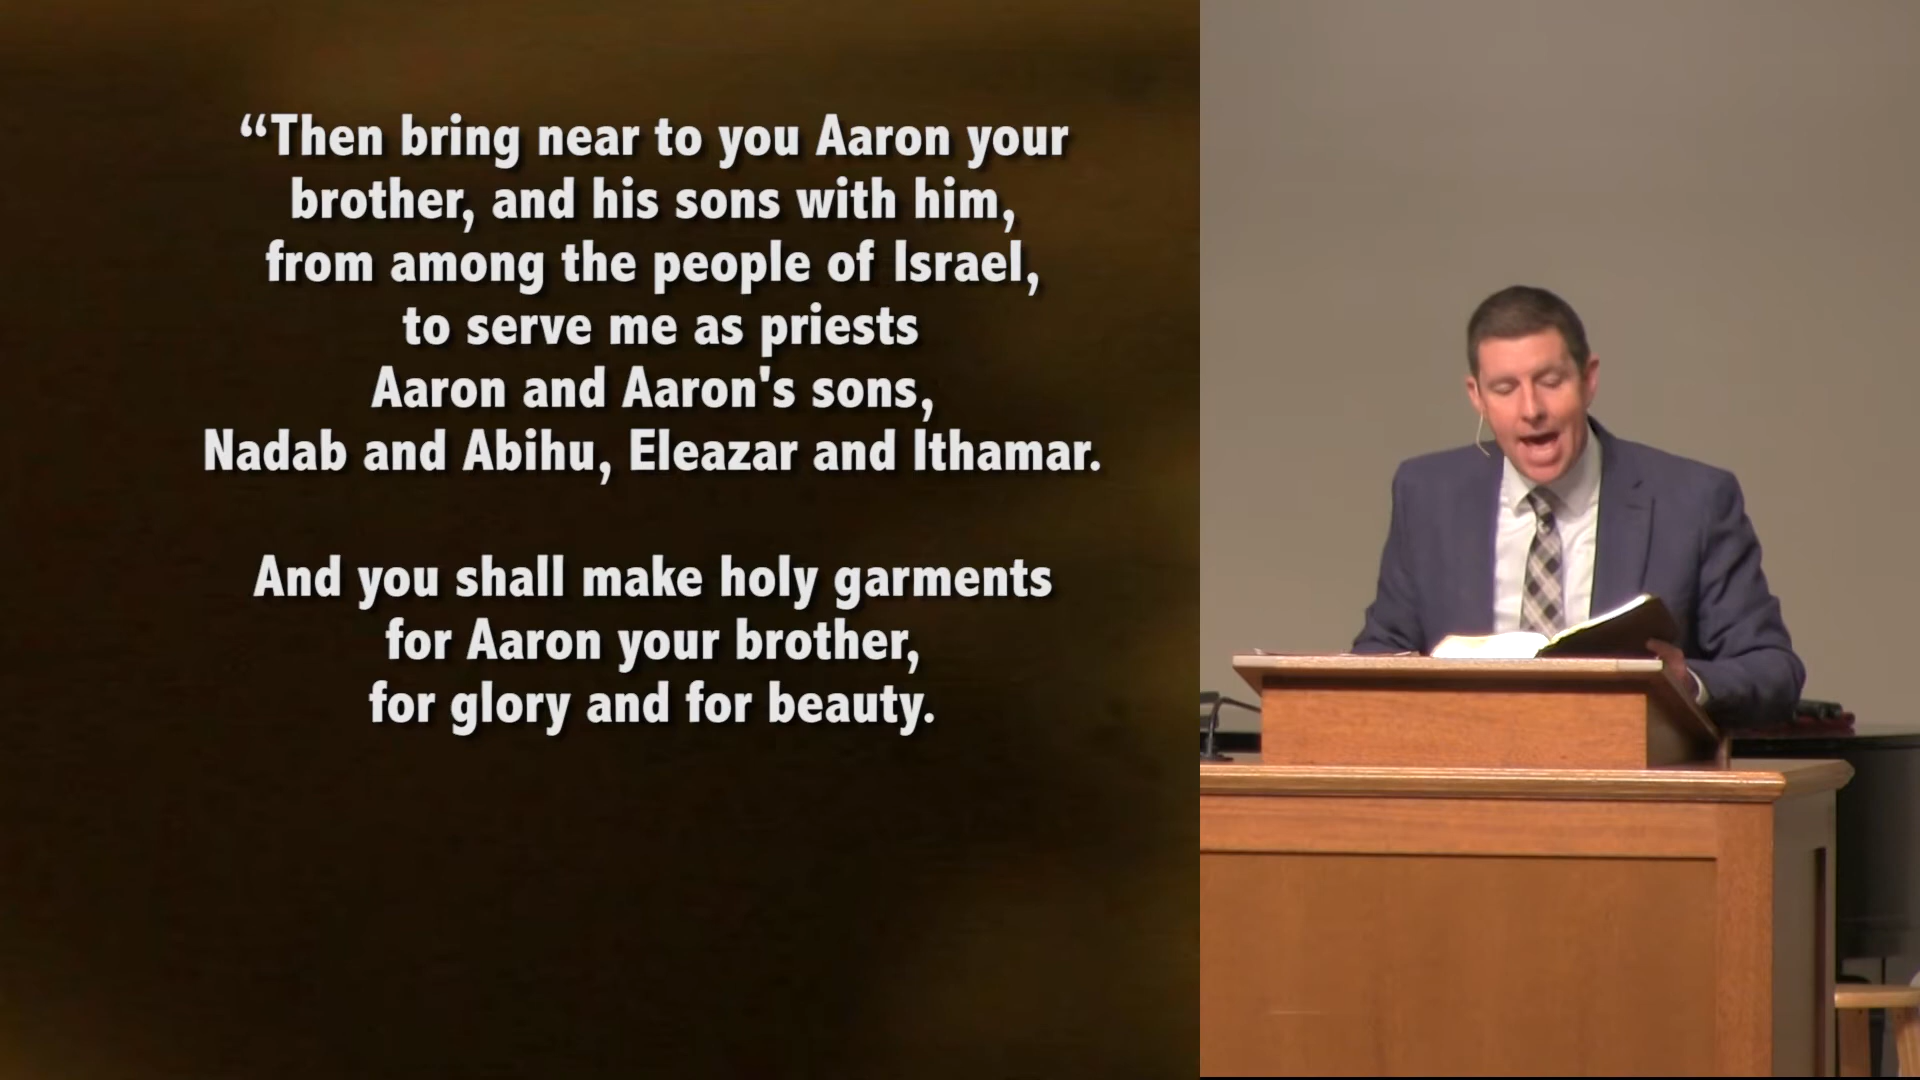 “Then bring near to you Aaron your
brother, and his sons with him,
from among the people of Israel,
to serve me as priests
Aaron and Aaron's sons,
Nadab and Abihu, Eleazar and Ithamar.
And you shall make holy garments
for Aaron your brother,
for glory and for beauty.